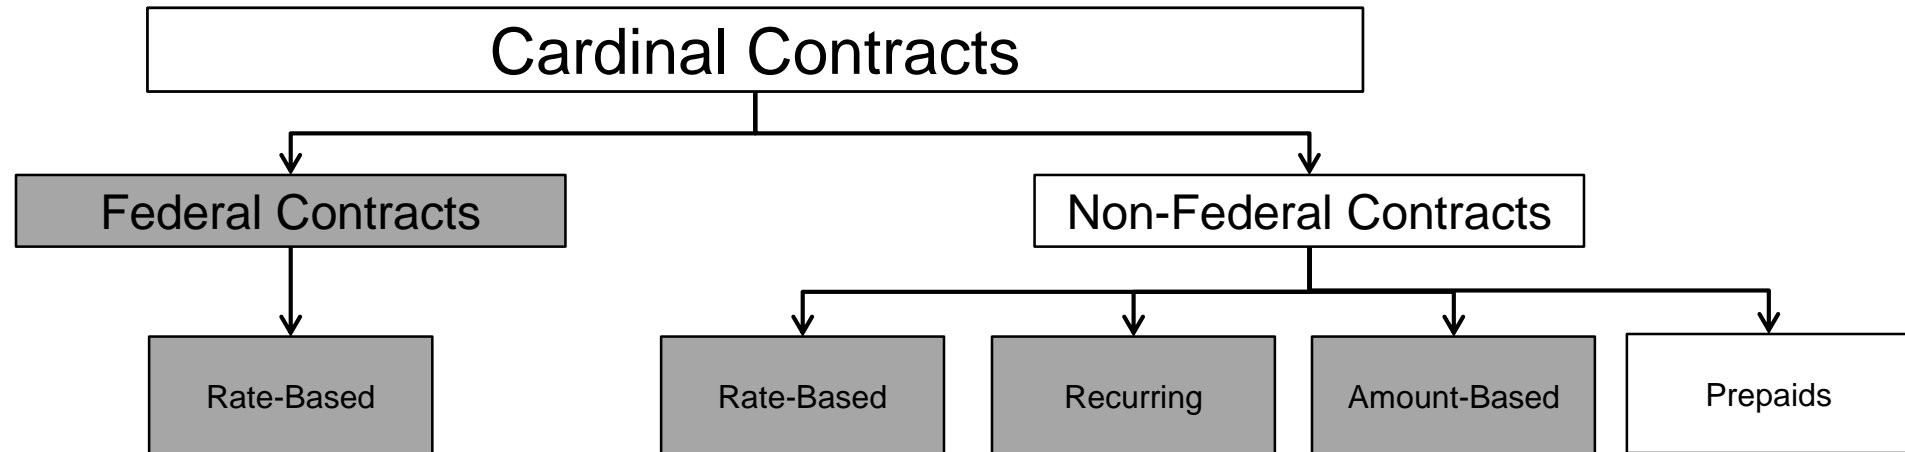 Cardinal Contracts
Federal Contracts
Non-Federal Contracts
Rate-Based
Rate-Based
Recurring
Amount-Based
Prepaids